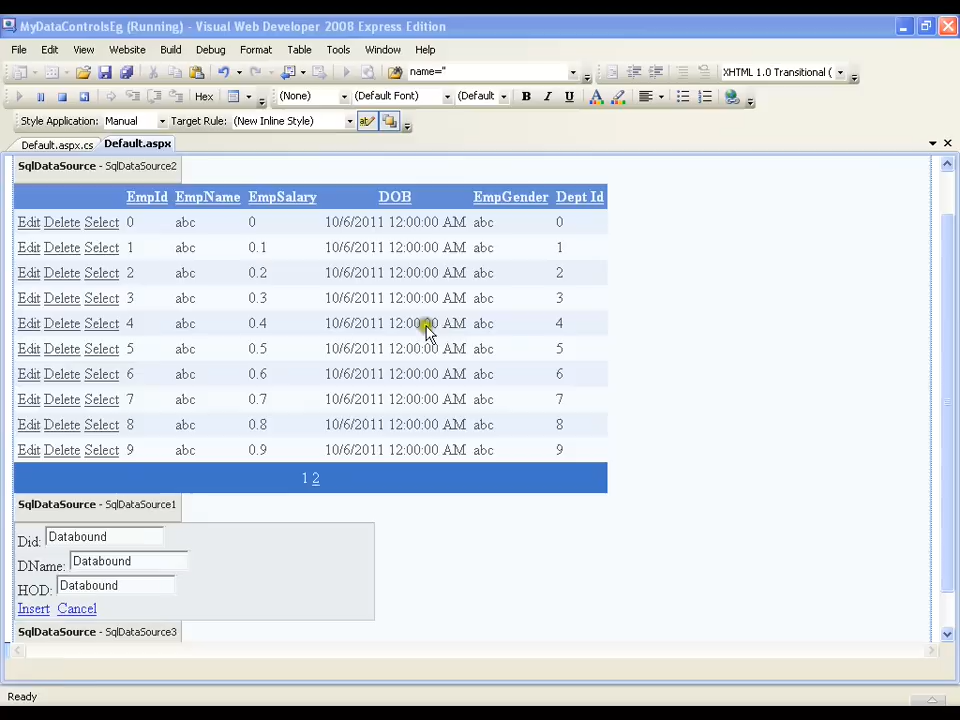 MyDataControlsEg (Running) - Visual Web Developer 2008 Express Edition
File Edit View Website Build Debug Format Table Tools Window Help
name=" XHTML 1.0 Transitional (
Hex (None) (Default Font) (Default B I U
Style Application: Manual Target Rule: (New Inline Style) ab/
Default.aspx.cs Default.aspx
SqlDataSource - SqlDataSource2
EmpId EmpName EmpSalary DOB EmpGender Dept Id
Edit Delete Select 0 abc 0 10/6/2011 12:00:00 AM abc 0
Edit Delete Select 1 abc 0.1 10/6/2011 12:00:00 AM abc 1
Edit Delete Select 2 abc 0.2 10/6/2011 12:00:00 AM abc 2
Edit Delete Select 3 abc 0.3 10/6/2011 12:00:00 AM abc 3
Edit Delete Select 4 abc 0.4 10/6/2011 12:00:00 AM abc 4
Edit Delete Select 5 abc 0.5 10/6/2011 12:00:00 AM abc 5
Edit Delete Select 6 abc 0.6 10/6/2011 12:00:00 AM abc 6
Edit Delete Select 7 abc 0.7 10/6/2011 12:00:00 AM abc 7
Edit Delete Select 8 abc 0.8 10/6/2011 12:00:00 AM abc 8
Edit Delete Select 9 abc 0.9 10/6/2011 12:00:00 AM abc 9
1 2
SqlDataSource - SqlDataSource1
Did: Databound
DName: Databound
HOD: Databound
Insert Cancel
SqlDataSource - SqlDataSource3
Ready